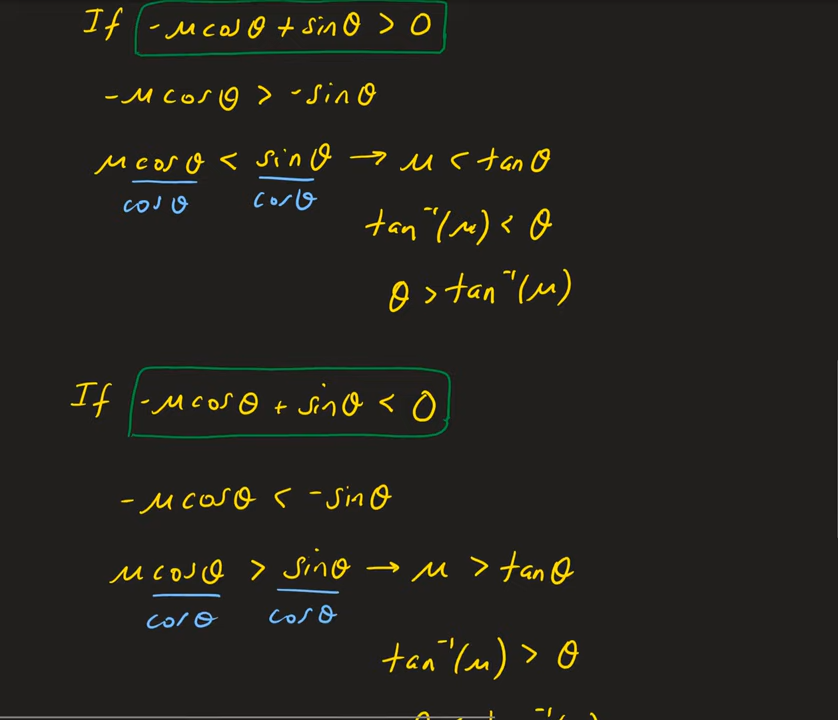 If -μcosθ + sinθ > 0
-μcosθ > -sinθ
μcosθ/cosθ < sinθ/cosθ → μ < tanθ
tan⁻¹(μ) < θ
θ > tan⁻¹(μ)
If -μcosθ + sinθ < 0
-μcosθ < -sinθ
μcosθ/cosθ > sinθ/cosθ → μ > tanθ
tan⁻¹(μ) > θ